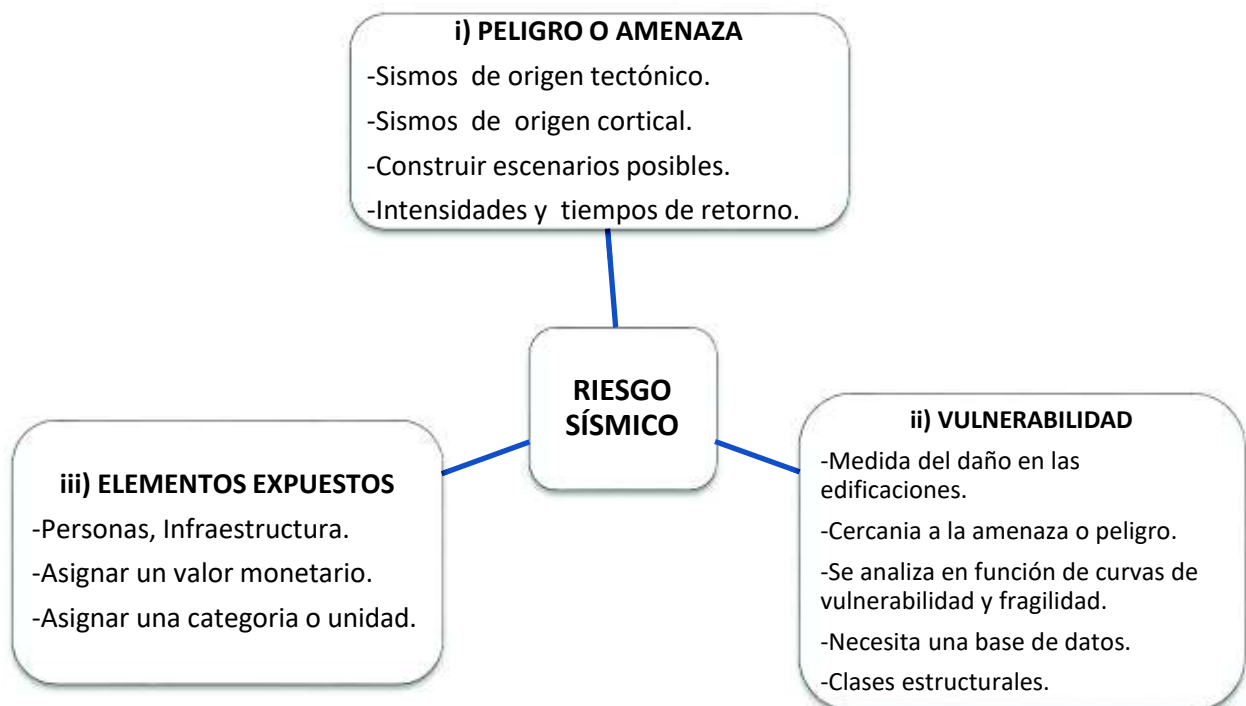 i) PELIGRO O AMENAZA
-Sismos de origen tectónico.
-Sismos de origen cortical.
-Construir escenarios posibles.
-Intensidades y tiempos de retorno.
RIESGO
SÍSMICO
ii) VULNERABILIDAD
-Medida del daño en las
edificaciones.
-Cercania a la amenaza o peligro.
-Se analiza en función de curvas de
vulnerabilidad y fragilidad.
-Necesita una base de datos.
-Clases estructurales.
iii) ELEMENTOS EXPUESTOS
-Personas, Infraestructura.
-Asignar un valor monetario.
-Asignar una categoria o unidad.